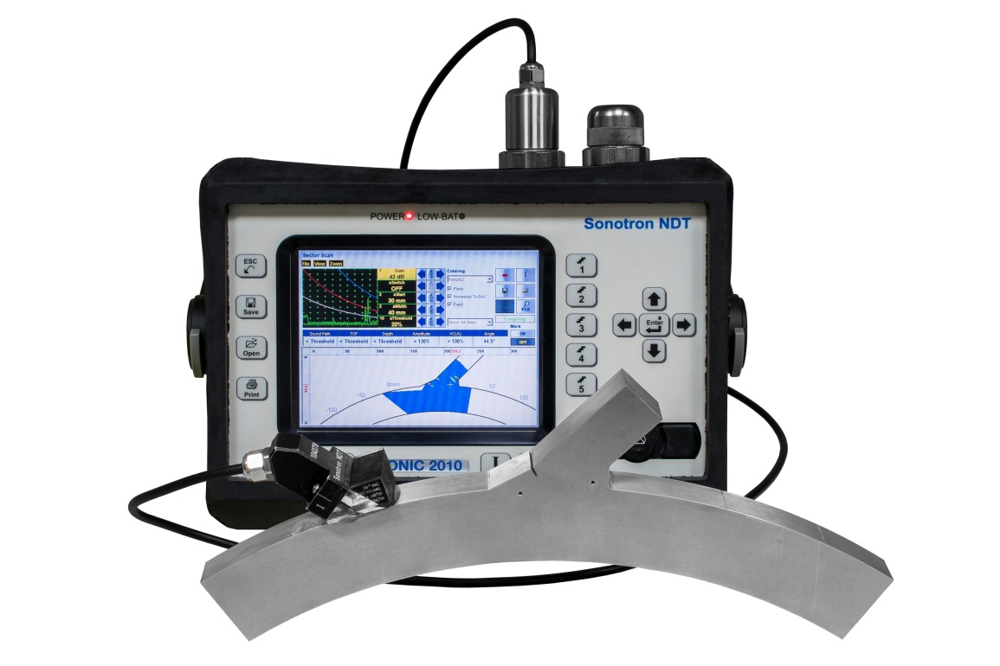 POWER LOW-BAT
Sonotron NDT
ESC
Save
Open
Print
1
2
3
4
5
Enter
Sector Scan
File View Zoom
1 Gain
42 dB
aSwitch
OFF
aStart
30 mm
aWidth
40 mm
aThreshold
20%
Coloring
Pseudo2
Normalize To DAC
Coupling
Mark
ON
OFF
Sound Path TOF Depth Amplitude VC(A) Angle
< Threshold < Threshold < Threshold > 130% > 130% 44.5°
0 50 100 150 200 250 300
-100 -50 0mm 50 100
ONIC 2010
Sonotron NDT